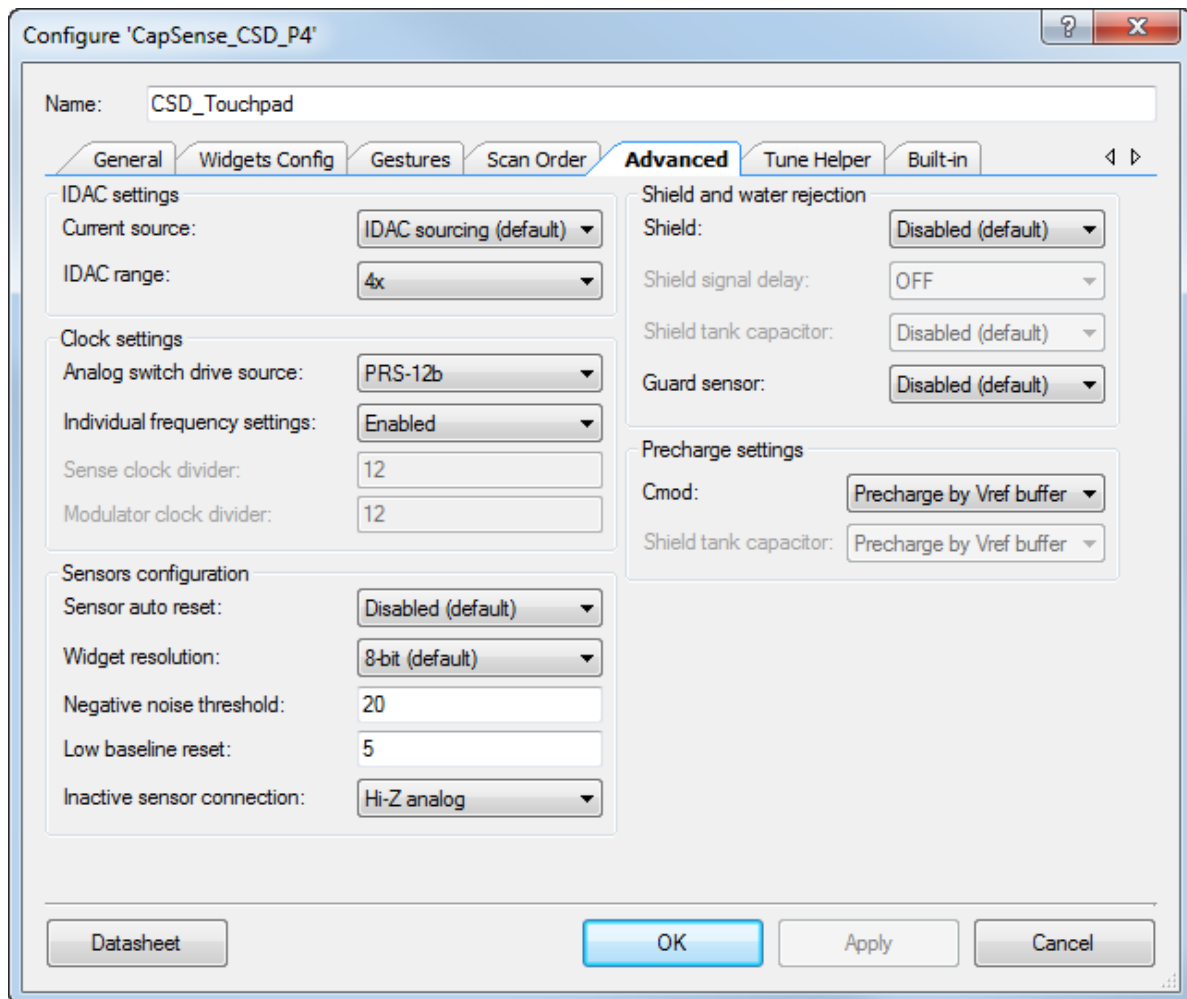 Configure 'CapSense_CSD_P4'
Name: CSD_Touchpad
General Widgets Config Gestures Scan Order Advanced Tune Helper Built-in
IDAC settings
Current source: IDAC sourcing (default)
IDAC range: 4x
Clock settings
Analog switch drive source: PRS-12b
Individual frequency settings: Enabled
Sense clock divider: 12
Modulator clock divider: 12
Sensors configuration
Sensor auto reset: Disabled (default)
Widget resolution: 8-bit (default)
Negative noise threshold: 20
Low baseline reset: 5
Inactive sensor connection: Hi-Z analog
Shield and water rejection
Shield: Disabled (default)
Shield signal delay: OFF
Shield tank capacitor: Disabled (default)
Guard sensor: Disabled (default)
Precharge settings
Cmod: Precharge by Vref buffer
Shield tank capacitor: Precharge by Vref buffer
Datasheet OK Apply Cancel